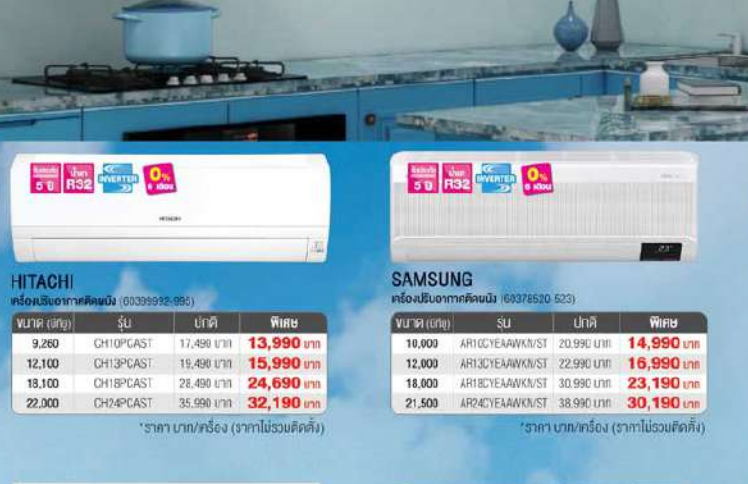 รับประกัน
5 ปี
น้ำยา
R32
INVERTER
0%
6 เดือน
HITACHI
รับประกัน
5 ปี
น้ำยา
R32
INVERTER
0%
6 เดือน
23°
HITACHI
เครื่องปรับอากาศติดผนัง (60399992-995)
ขนาด (บีทียู) รุ่น ปกติ พิเศษ
9,260 CH10PCAST 17,490 บาท 13,990 บาท
12,100 CH13PCAST 19,490 บาท 15,990 บาท
18,100 CH18PCAST 28,490 บาท 24,690 บาท
22,000 CH24PCAST 35,990 บาท 32,190 บาท
*ราคา บาท/เครื่อง (ราคาไม่รวมติดตั้ง)
SAMSUNG
เครื่องปรับอากาศติดผนัง (60378520-523)
ขนาด (บีทียู) รุ่น ปกติ พิเศษ
10,000 AR10CYEAAWKN/ST 20,990 บาท 14,990 บาท
12,000 AR13CYEAAWKN/ST 22,990 บาท 16,990 บาท
18,000 AR18CYEAAWKN/ST 30,990 บาท 23,190 บาท
21,500 AR24CYEAAWKN/ST 38,990 บาท 30,190 บาท
*ราคา บาท/เครื่อง (ราคาไม่รวมติดตั้ง)